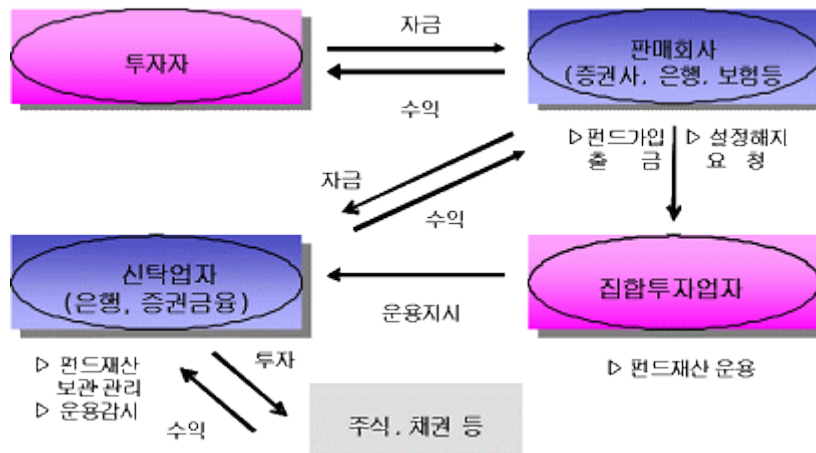 자금
투자자
판매회사
(증권사, 은행, 보험등
수익
▷펀드가입
출 금
▷ 설정해지
요 청
자금
수익
신탁업자
(은행, 증권금융)
집합투자업자
운용지시
▷ 펀드재산
보관 관리
▷ 운용감시
투자
수익
▷ 펀드재산 운용
주식, 채권 등